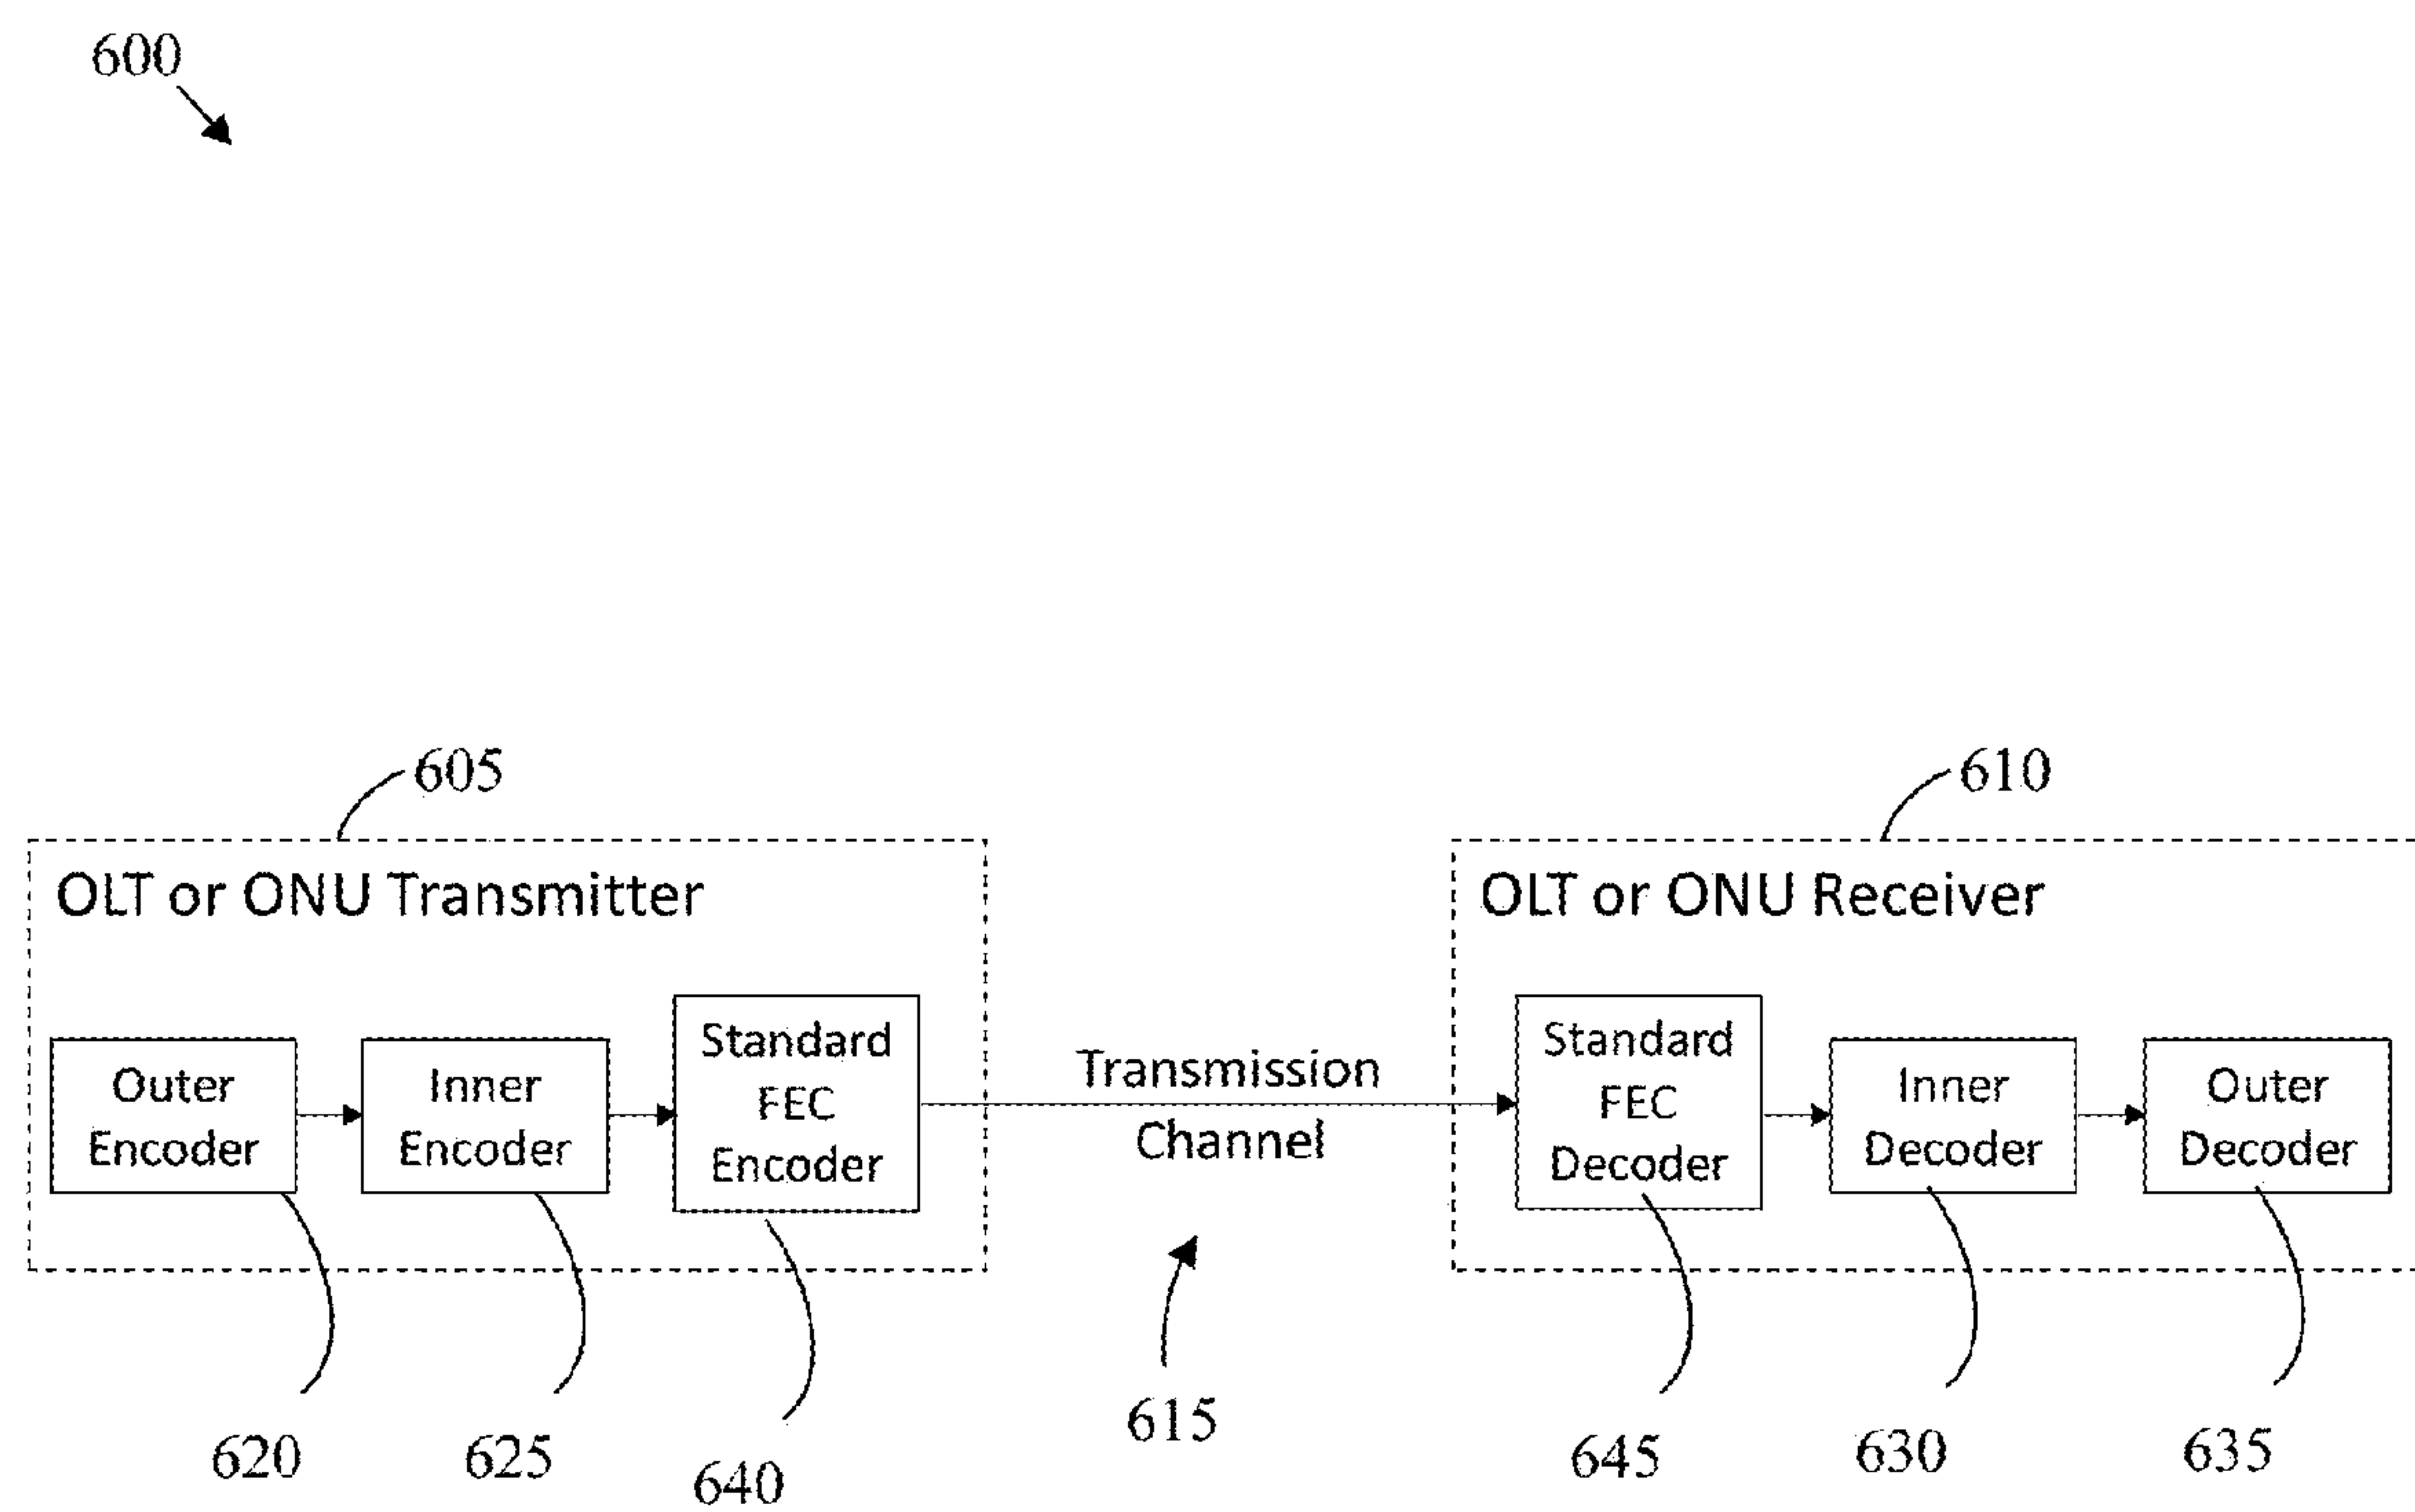 600
605
610
OLT or ONU Transmitter
OLT or ONU Receiver
Outer
Encoder
Inner
Encoder
Standard
FEC
Encoder
Transmission
Channel
Standard
FEC
Decoder
Inner
Decoder
Outer
Decoder
620
625
640
615
645
630
635